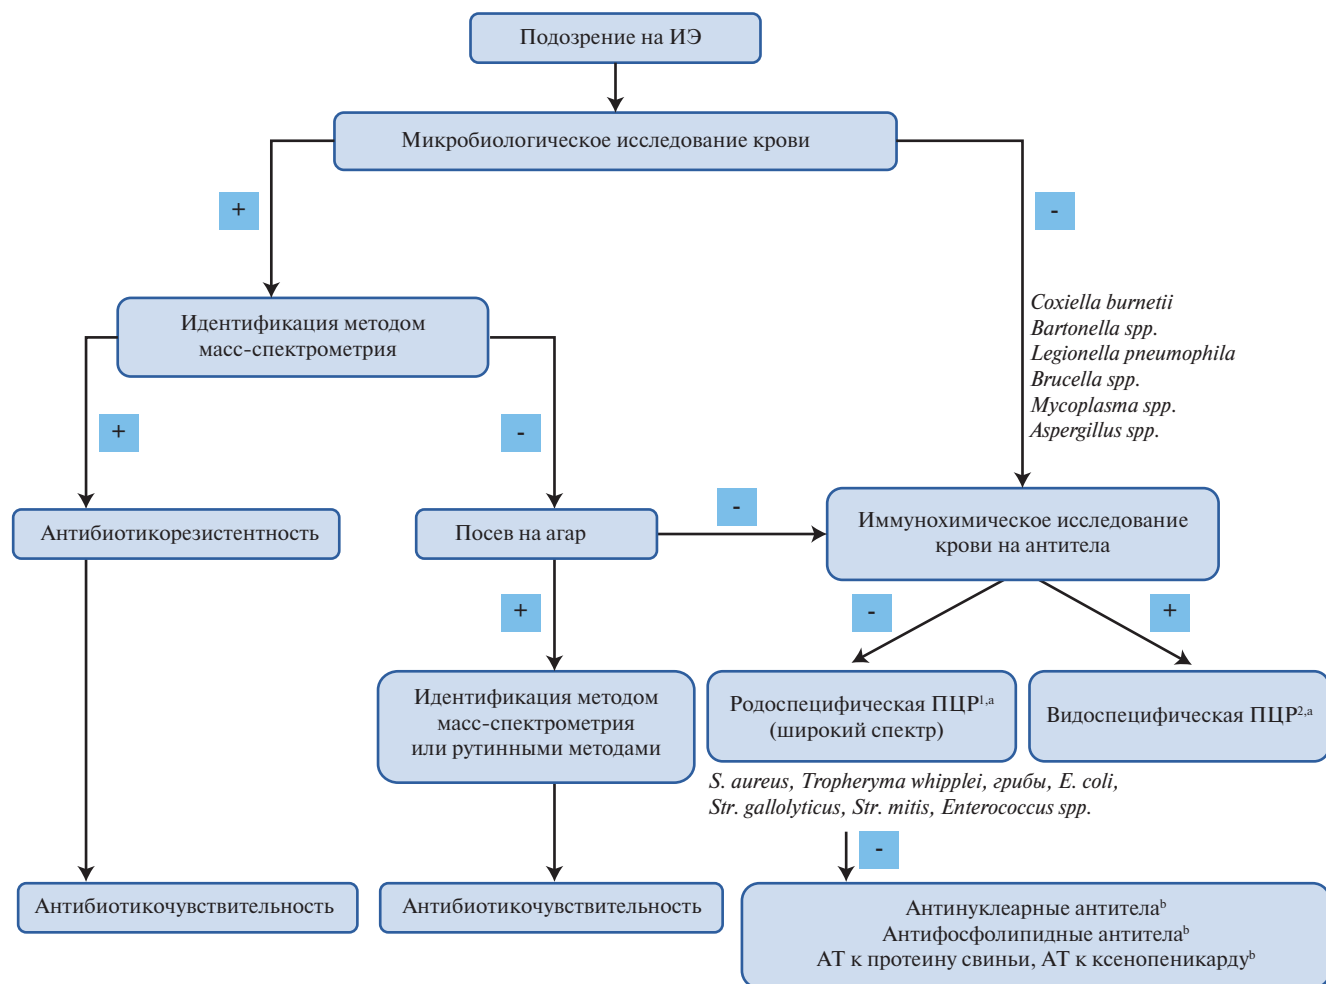 Подозрение на ИЭ
Микробиологическое исследование крови
+
-
Идентификация методом
масс-спектрометрия
Coxiella burnetii
Bartonella spp.
Legionella pneumophila
Brucella spp.
Mycoplasma spp.
Aspergillus spp.
+
-
Антибиотикорезистентность
Посев на агар
-
Иммунохимическое исследование
крови на антитела
+
-
+
Идентификация методом
масс-спектрометрия
или рутинными методами
Родоспецифическая ПЦР¹,ᵃ
(широкий спектр)
Видоспецифическая ПЦР²,ᵃ
S. aureus, Tropheryma whipplei, грибы, E. coli,
Str. gallolyticus, Str. mitis, Enterococcus spp.
-
Антибиотикочувствительность
Антибиотикочувствительность
Антинуклеарные антителаᵇ
Антифосфолипидные антителаᵇ
АТ к протеину свиньи, АТ к ксенопеникардуᵇ